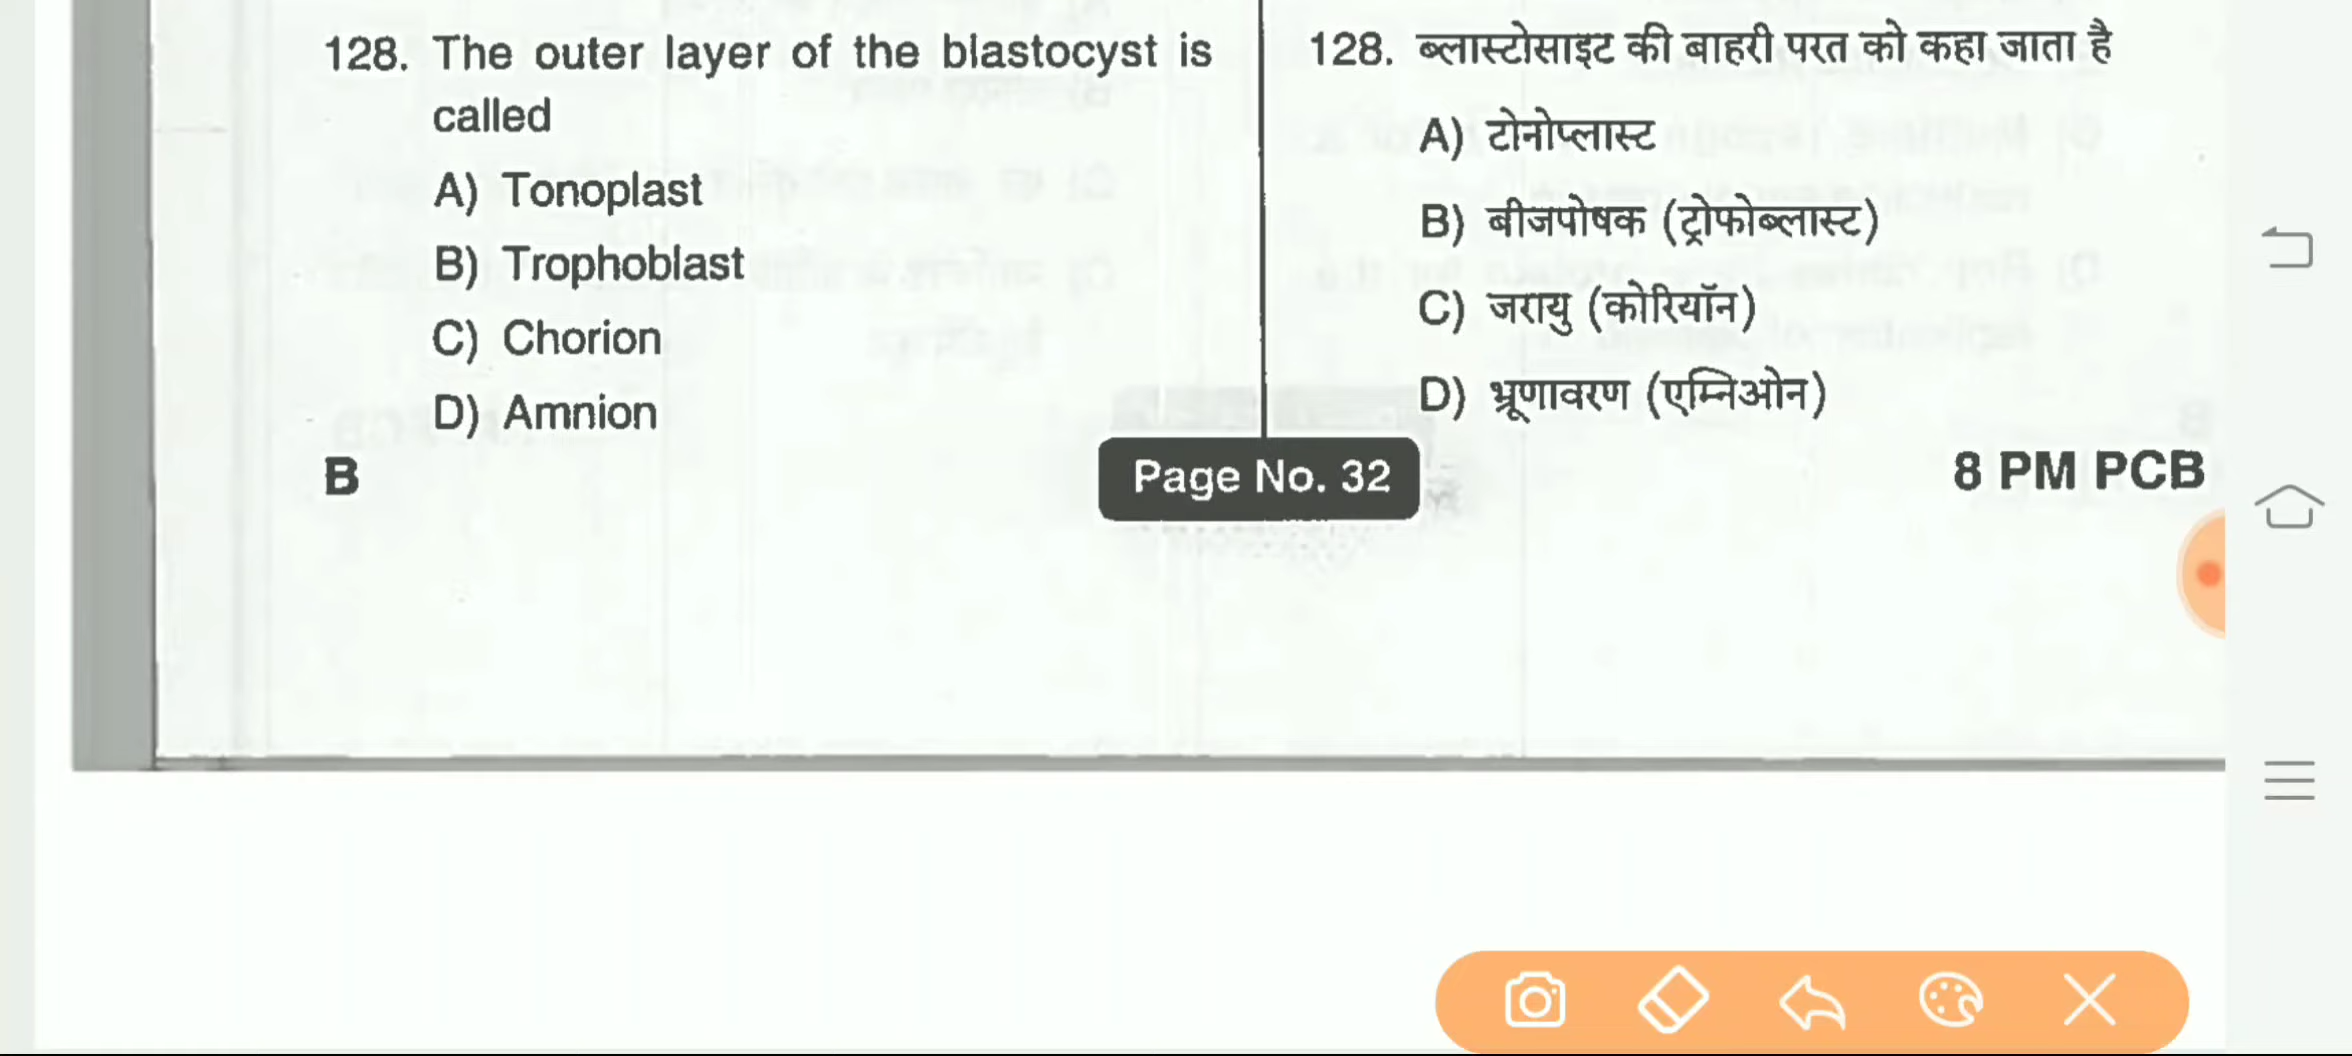 128. The outer layer of the blastocyst is
called
A) Tonoplast
B) Trophoblast
C) Chorion
D) Amnion
128. ब्लास्टोसाइट की बाहरी परत को कहा जाता है
A) टोनोप्लास्ट
B) बीजपोषक (ट्रोफोब्लास्ट)
C) जरायु (कोरियॉन)
D) भ्रूणावरण (एम्निओन)
B
Page No. 32
8 PM PCB